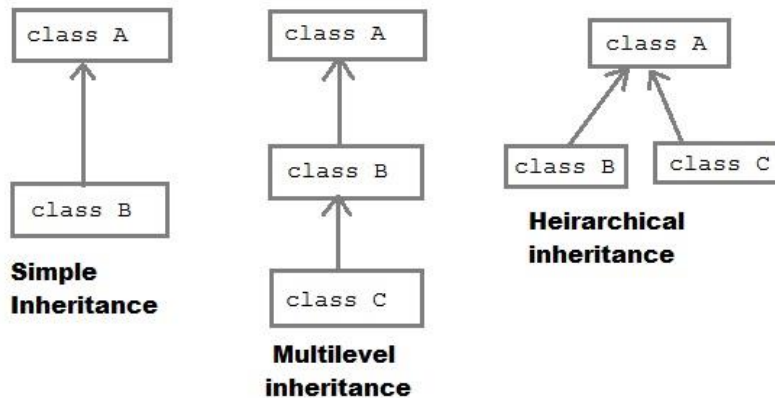 class A
class B
Simple
Inheritance
class A
class B
class C
Multilevel
inheritance
class A
class B
class C
Heirarchical
inheritance